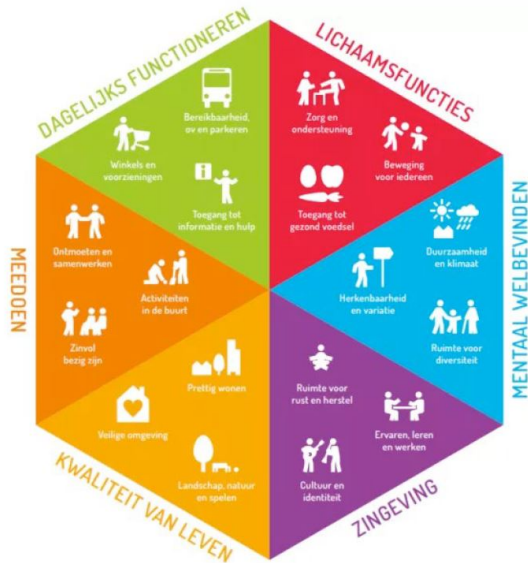 DAGELIJKS FUNCTIONEREN
Bereikbaarheid,
ov en parkeren
Winkels en
voorzieningen
i
Toegang tot
informatie en hulp
LICHAAMSFUNCTIES
Zorg en
ondersteuning
Beweging
voor iedereen
Toegang tot
gezond voedsel
MENTAAL WELBEVINDEN
Duurzaamheid
en klimaat
Herkenbaarheid
en variatie
Ruimte voor
diversiteit
ZINGEVING
Ruimte voor
rust en herstel
Ervaren, leren
en werken
Cultuur en
identiteit
KWALITEIT VAN LEVEN
Prettig wonen
Veilige omgeving
Landschap, natuur
en spelen
MEEDOEN
Ontmoeten en
samenwerken
Activiteiten
in de buurt
Zinvol
bezig zijn